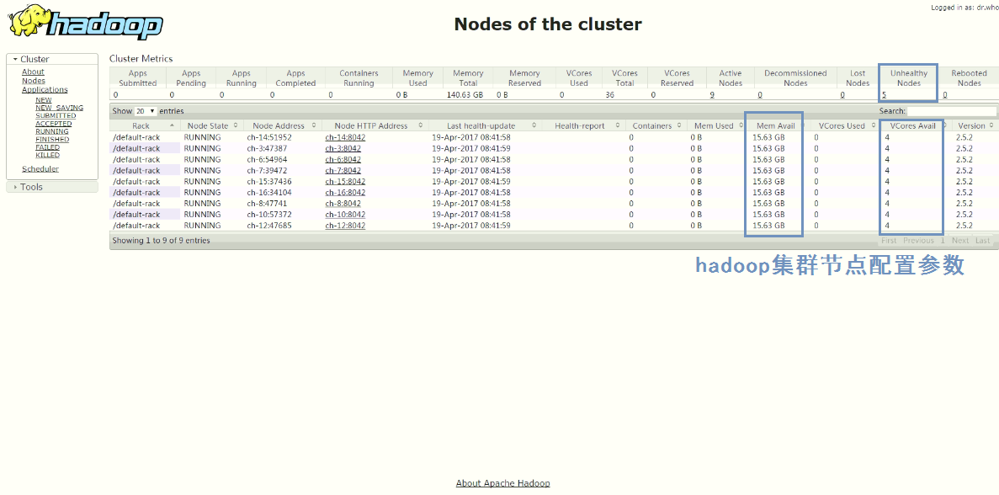 Logged in as: dr.who
hadoop
Nodes of the cluster
Cluster
About
Nodes
Applications
NEW
NEW_SAVING
SUBMITTED
ACCEPTED
RUNNING
FINISHED
FAILED
KILLED
Scheduler
Tools
Cluster Metrics
Apps Submitted Apps Pending Apps Running Apps Completed Containers Running Memory Used Memory Total Memory Reserved VCores Used VCores Total VCores Reserved Active Nodes Decommissioned Nodes Lost Nodes Unhealthy Nodes Rebooted Nodes
0 0 0 0 0 0 B 140.63 GB 0 B 0 36 0 9 0 0 5 0
Show 20 entries Search:
Rack Node State Node Address Node HTTP Address Last health-update Health-report Containers Mem Used Mem Avail VCores Used VCores Avail Version
/default-rack RUNNING ch-14:51952 ch-14:8042 19-Apr-2017 08:41:58 0 0 B 15.63 GB 0 4 2.5.2
/default-rack RUNNING ch-3:47387 ch-3:8042 19-Apr-2017 08:41:59 0 0 B 15.63 GB 0 4 2.5.2
/default-rack RUNNING ch-6:54964 ch-6:8042 19-Apr-2017 08:41:58 0 0 B 15.63 GB 0 4 2.5.2
/default-rack RUNNING ch-7:39472 ch-7:8042 19-Apr-2017 08:41:58 0 0 B 15.63 GB 0 4 2.5.2
/default-rack RUNNING ch-15:37436 ch-15:8042 19-Apr-2017 08:41:59 0 0 B 15.63 GB 0 4 2.5.2
/default-rack RUNNING ch-16:34104 ch-16:8042 19-Apr-2017 08:41:58 0 0 B 15.63 GB 0 4 2.5.2
/default-rack RUNNING ch-8:47741 ch-8:8042 19-Apr-2017 08:41:58 0 0 B 15.63 GB 0 4 2.5.2
/default-rack RUNNING ch-10:57372 ch-10:8042 19-Apr-2017 08:41:58 0 0 B 15.63 GB 0 4 2.5.2
/default-rack RUNNING ch-12:47685 ch-12:8042 19-Apr-2017 08:41:59 0 0 B 15.63 GB 0 4 2.5.2
Showing 1 to 9 of 9 entries First Previous 1 Next Last
hadoop集群节点配置参数
About Apache Hadoop